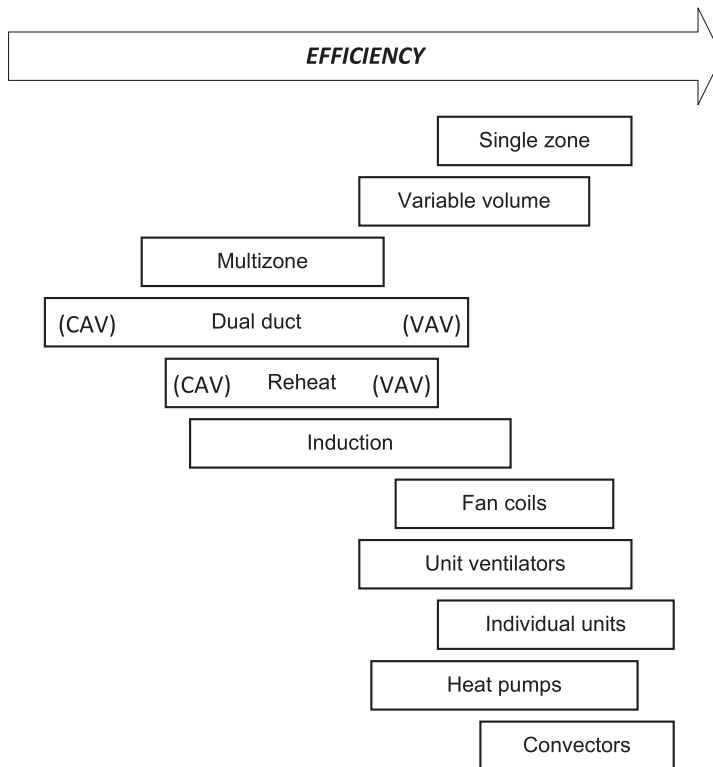 EFFICIENCY
Single zone
Variable volume
Multizone
(CAV) Dual duct (VAV)
(CAV) Reheat (VAV)
Induction
Fan coils
Unit ventilators
Individual units
Heat pumps
Convectors